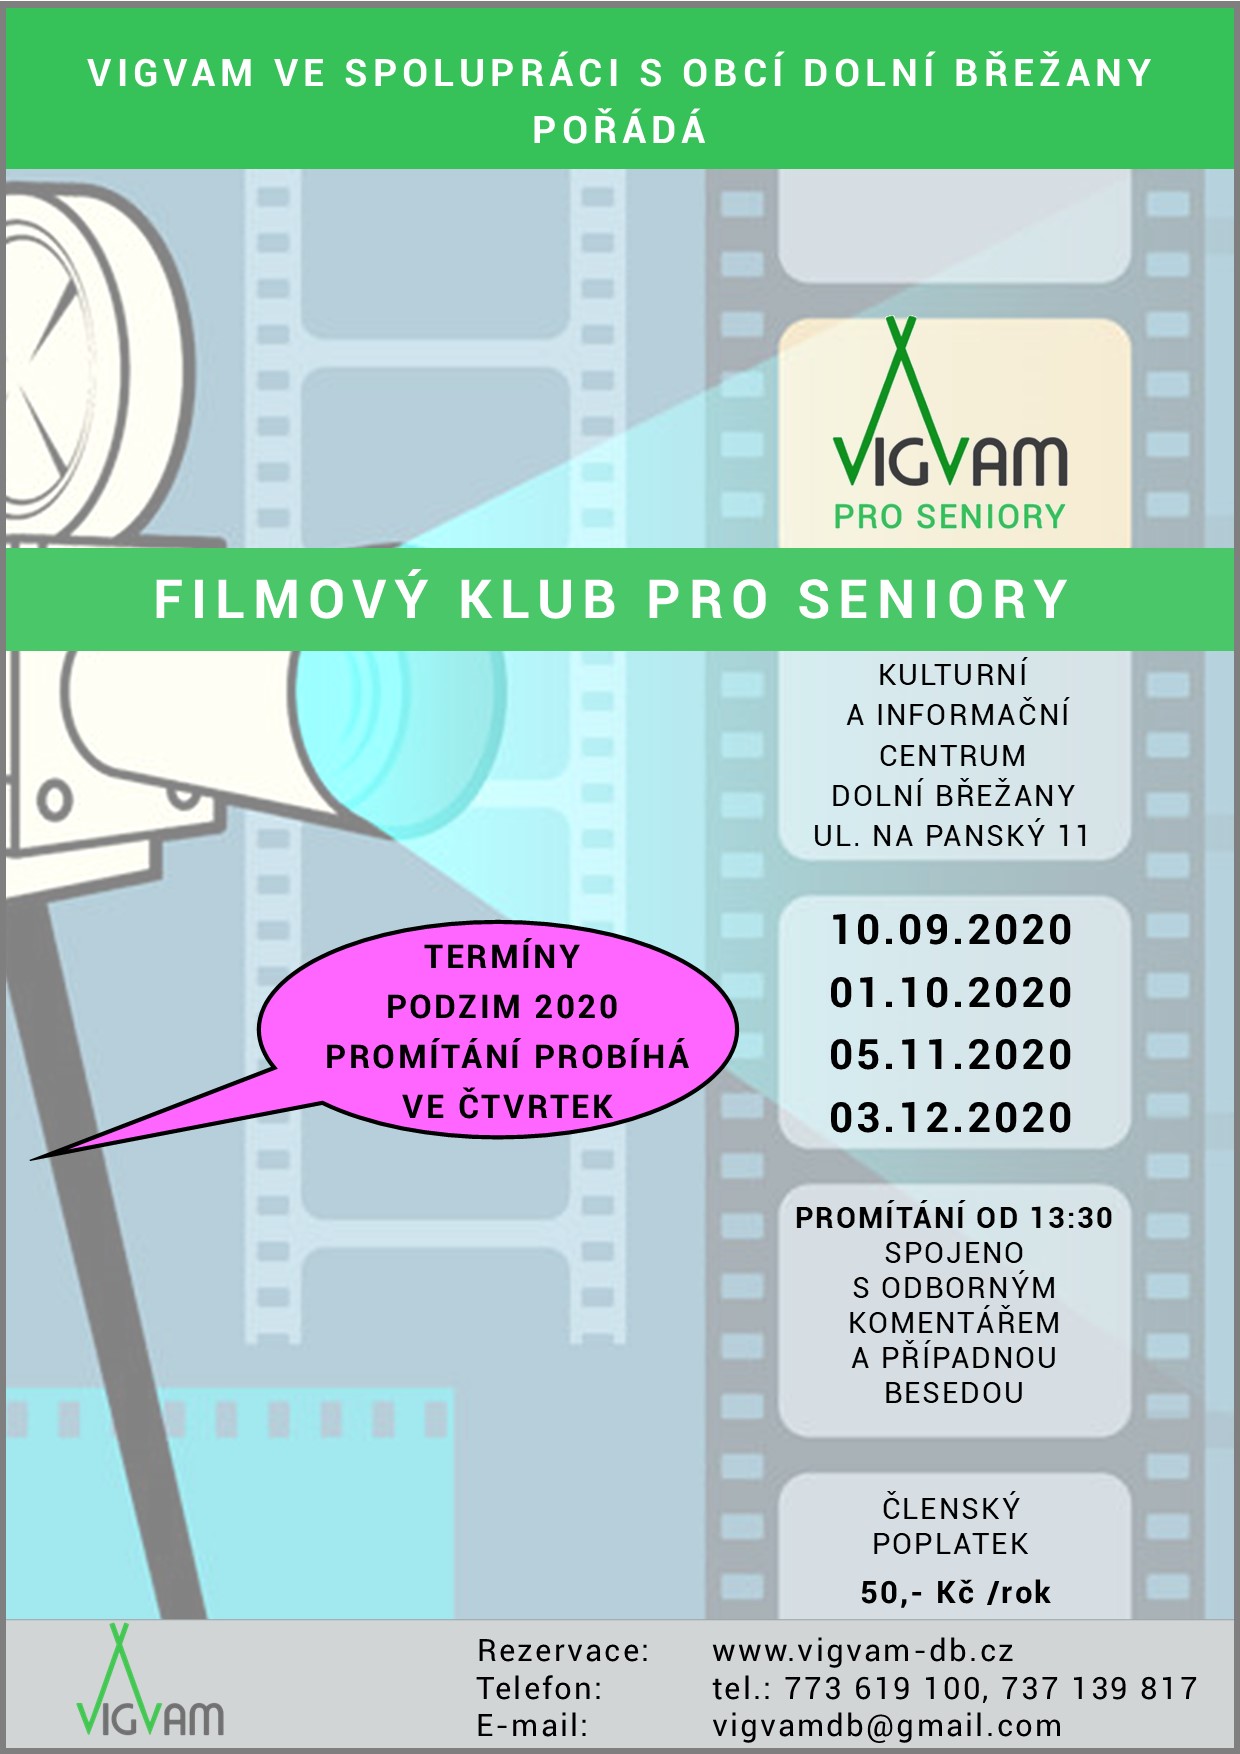 VIGVAM VE SPOLUPRÁCI S OBCÍ DOLNÍ BŘEŽANY
POŘÁDÁ
VIGVAM
PRO SENIORY
FILMOVÝ KLUB PRO SENIORY
KULTURNÍ
A INFORMAČNÍ
CENTRUM
DOLNÍ BŘEŽANY
UL. NA PANSKÝ 11
TERMÍNY
PODZIM 2020
PROMÍTÁNÍ PROBÍHÁ
VE ČTVRTEK
10.09.2020
01.10.2020
05.11.2020
03.12.2020
PROMÍTÁNÍ OD 13:30
SPOJENO
S ODBORNÝM
KOMENTÁŘEM
A PŘÍPADNOU
BESEDOU
ČLENSKÝ
POPLATEK
50,- Kč /rok
VIGVAM
Rezervace: www.vigvam-db.cz
Telefon: tel.: 773 619 100, 737 139 817
E-mail: vigvamdb@gmail.com